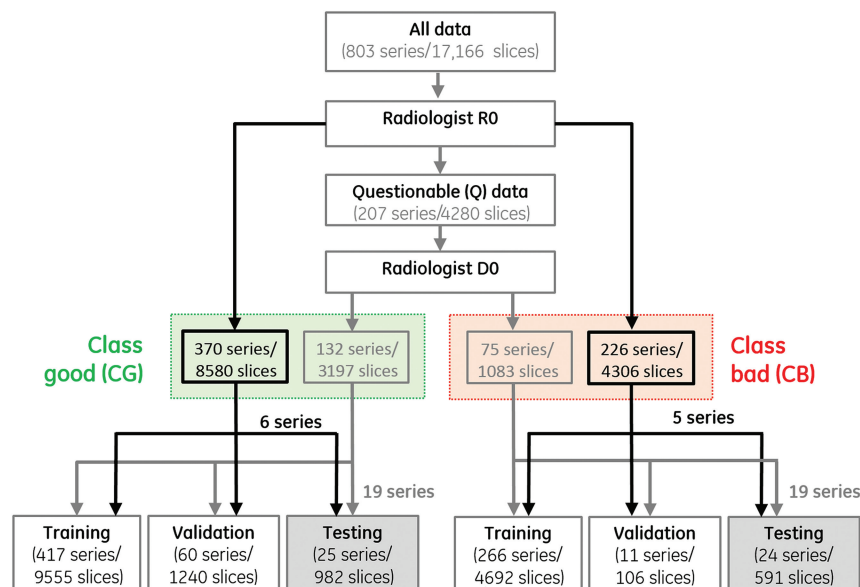 All data
(803 series/17,166 slices)
Radiologist R0
Questionable (Q) data
(207 series/4280 slices)
Radiologist D0
Class
good (CG)
370 series/
8580 slices
132 series/
3197 slices
75 series/
1083 slices
226 series/
4306 slices
Class
bad (CB)
6 series
5 series
19 series
19 series
Training
(417 series/
9555 slices)
Validation
(60 series/
1240 slices)
Testing
(25 series/
982 slices)
Training
(266 series/
4692 slices)
Validation
(11 series/
106 slices)
Testing
(24 series/
591 slices)